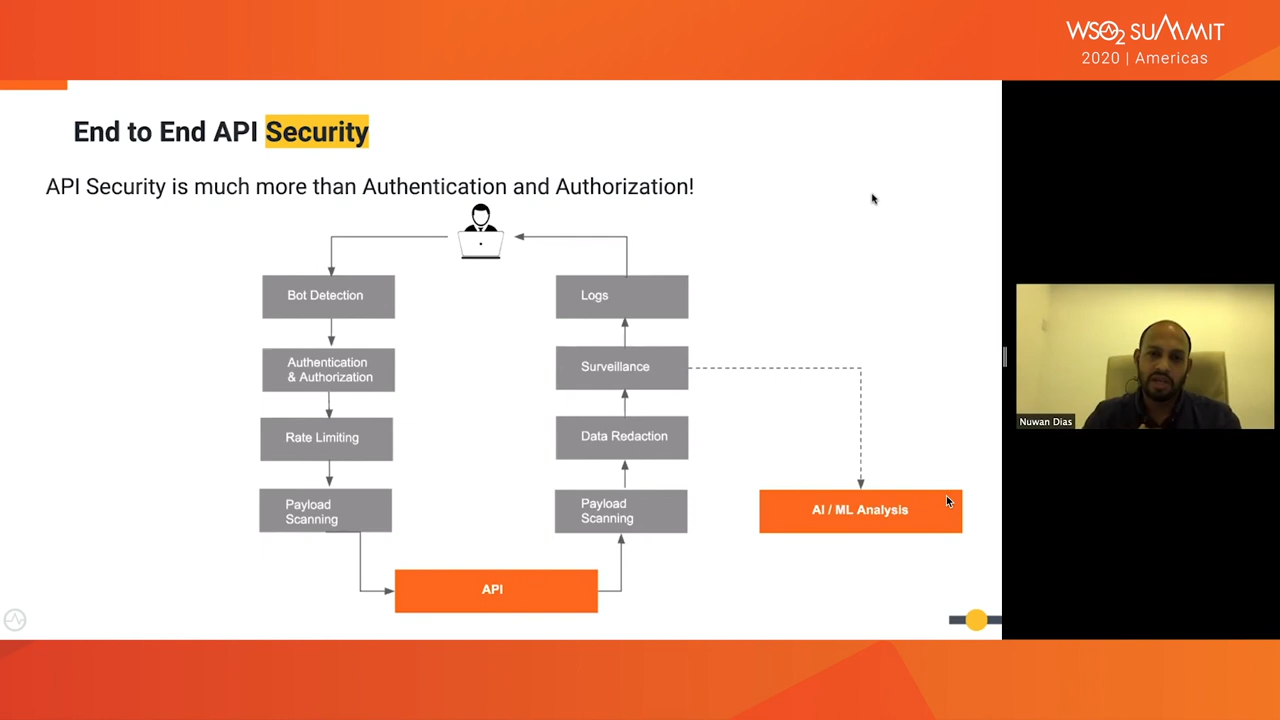 WSO2 SUMMIT
2020 | Americas
End to End API Security
API Security is much more than Authentication and Authorization!
Bot Detection
Authentication
& Authorization
Rate Limiting
Payload
Scanning
API
Payload
Scanning
Data Redaction
Surveillance
Logs
AI / ML Analysis
Nuwan Dias